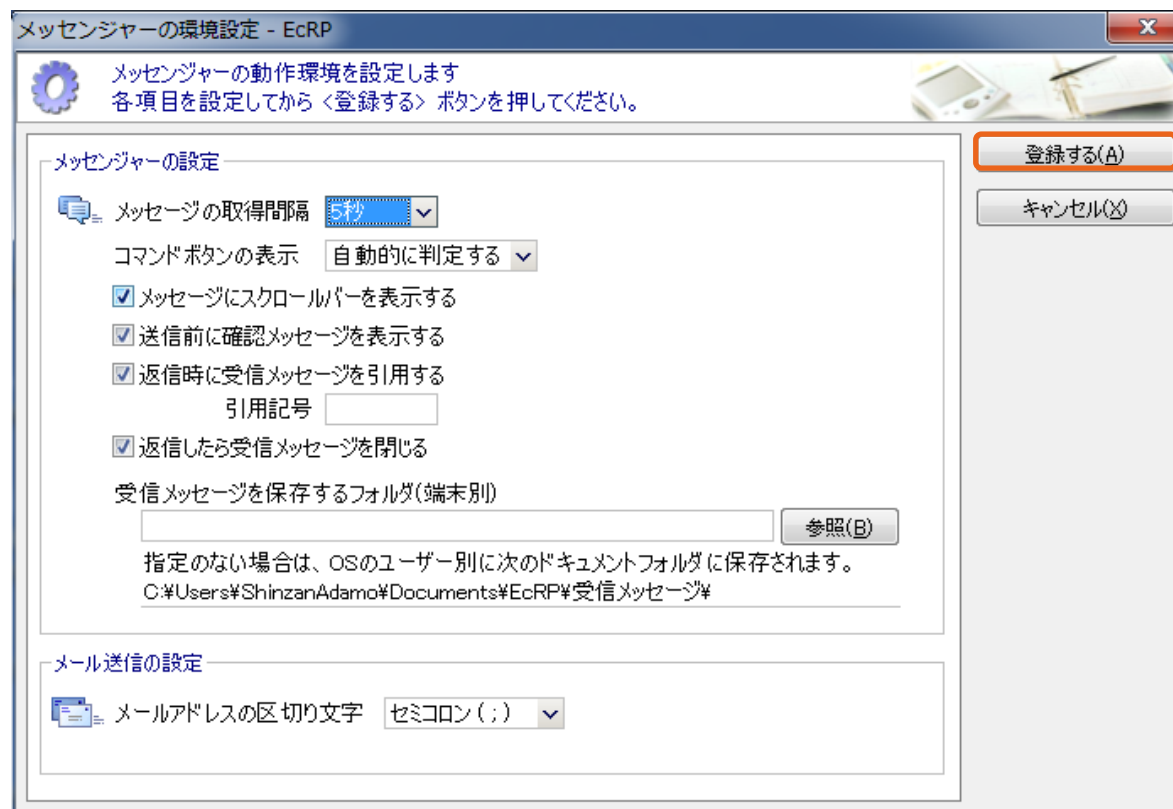 メッセンジャーの環境設定 - EcRP
メッセンジャーの動作環境を設定します
各項目を設定してから <登録する> ボタンを押してください。
登録する(A)
キャンセル(X)
メッセンジャーの設定
メッセージの取得間隔 5秒
コマンドボタンの表示 自動的に判定する
メッセージにスクロールバーを表示する
送信前に確認メッセージを表示する
返信時に受信メッセージを引用する
引用記号
返信したら受信メッセージを閉じる
受信メッセージを保存するフォルダ(端末別)
参照(B)
指定のない場合は、OSのユーザー別に次のドキュメントフォルダに保存されます。
C:¥Users¥ShinzanAdamo¥Documents¥EcRP¥受信メッセージ¥
メール送信の設定
メールアドレスの区切り文字 セミコロン ( ; )